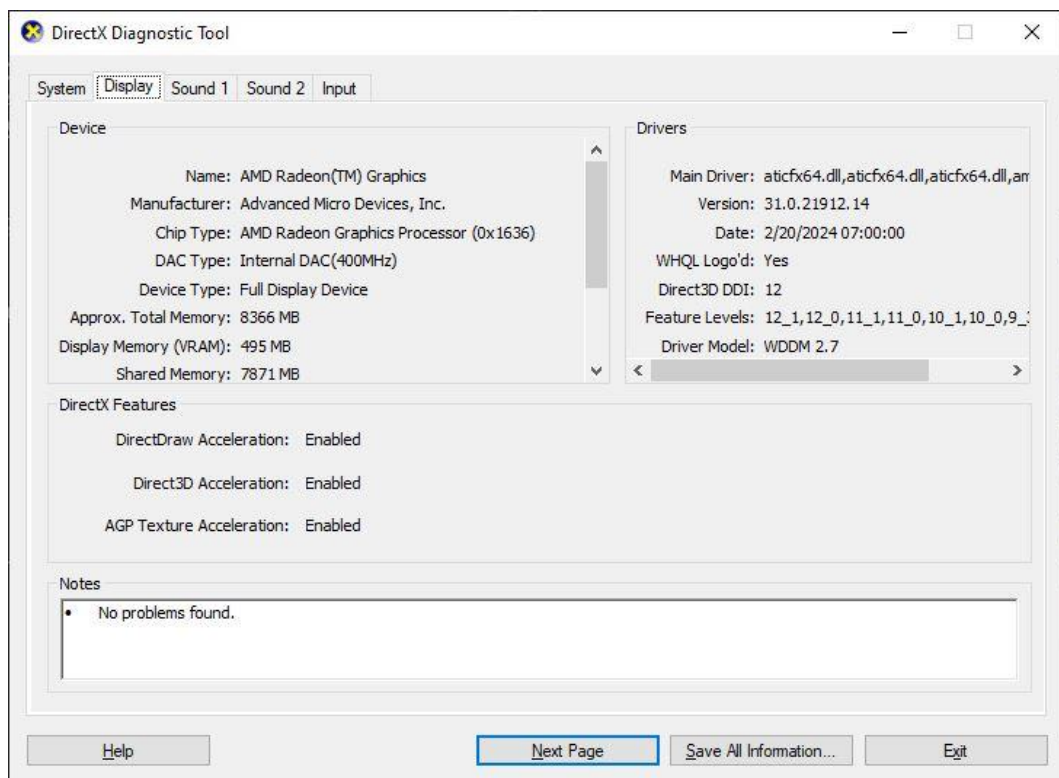 DirectX Diagnostic Tool
System Display Sound 1 Sound 2 Input
Device
Name: AMD Radeon(TM) Graphics
Manufacturer: Advanced Micro Devices, Inc.
Chip Type: AMD Radeon Graphics Processor (0x1636)
DAC Type: Internal DAC(400MHz)
Device Type: Full Display Device
Approx. Total Memory: 8366 MB
Display Memory (VRAM): 495 MB
Shared Memory: 7871 MB
Drivers
Main Driver: aticfx64.dll,aticfx64.dll,aticfx64.dll,am
Version: 31.0.21912.14
Date: 2/20/2024 07:00:00
WHQL Logo'd: Yes
Direct3D DDI: 12
Feature Levels: 12_1,12_0,11_1,11_0,10_1,10_0,9_3
Driver Model: WDDM 2.7
DirectX Features
DirectDraw Acceleration: Enabled
Direct3D Acceleration: Enabled
AGP Texture Acceleration: Enabled
Notes
• No problems found.
Help Next Page Save All Information... Exit